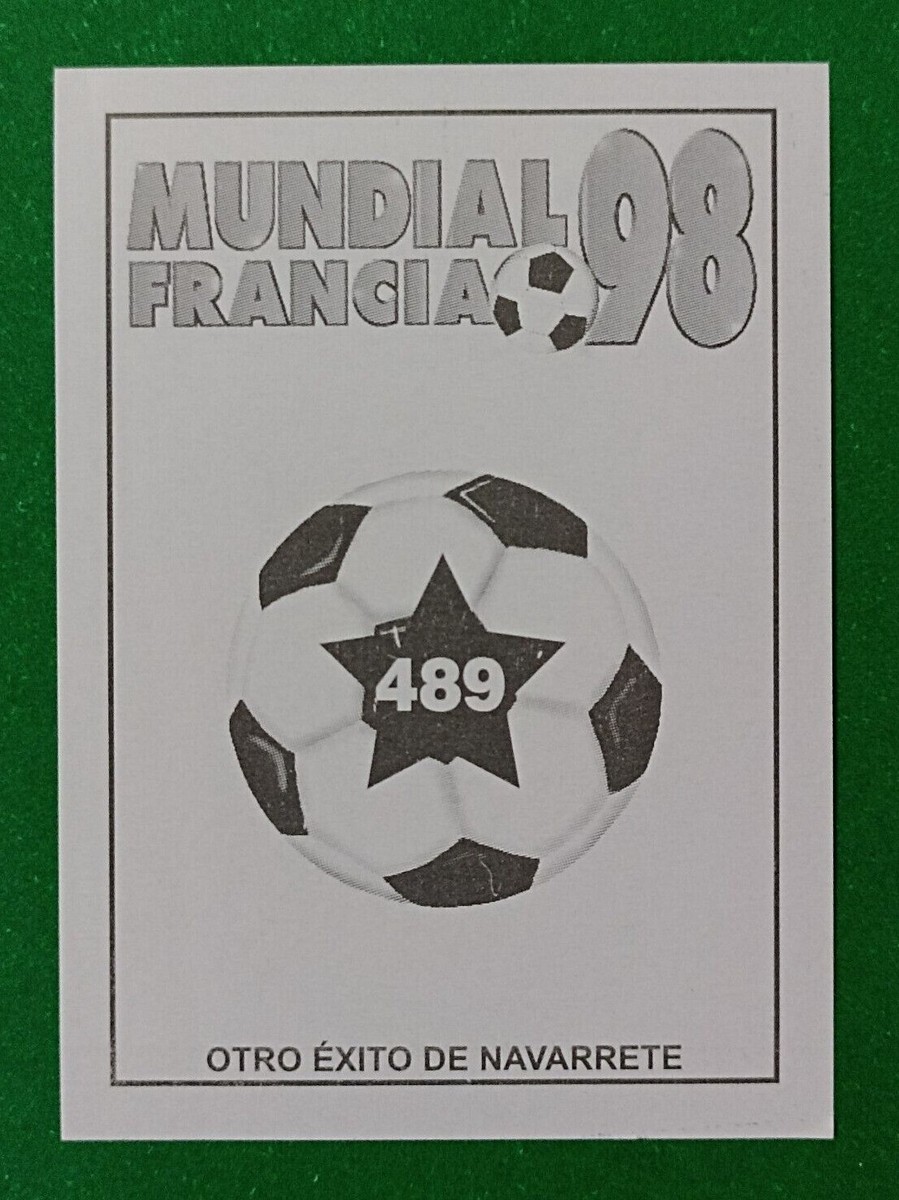 MUNDIAL 98
FRANCIA
489
OTRO ÉXITO DE NAVARRETE